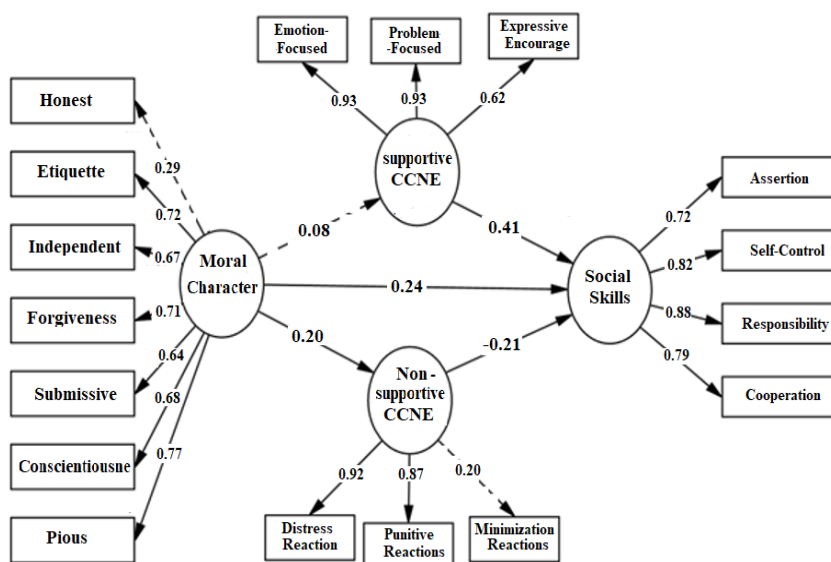 Emotion-
Focused
Problem
-Focused
Expressive
Encourage
0.93
0.93
0.62
Honest
Etiquette
Independent
Forgiveness
Submissive
Conscientiousne
Pious
0.29
0.72
0.67
0.71
0.64
0.68
0.77
Moral
Character
supportive
CCNE
0.08
0.41
0.24
0.20
-0.21
Non-
supportive
CCNE
Social
Skills
0.72
0.82
0.88
0.79
Assertion
Self-Control
Responsibility
Cooperation
0.92
0.87
0.20
Distress
Reaction
Punitive
Reactions
Minimization
Reactions